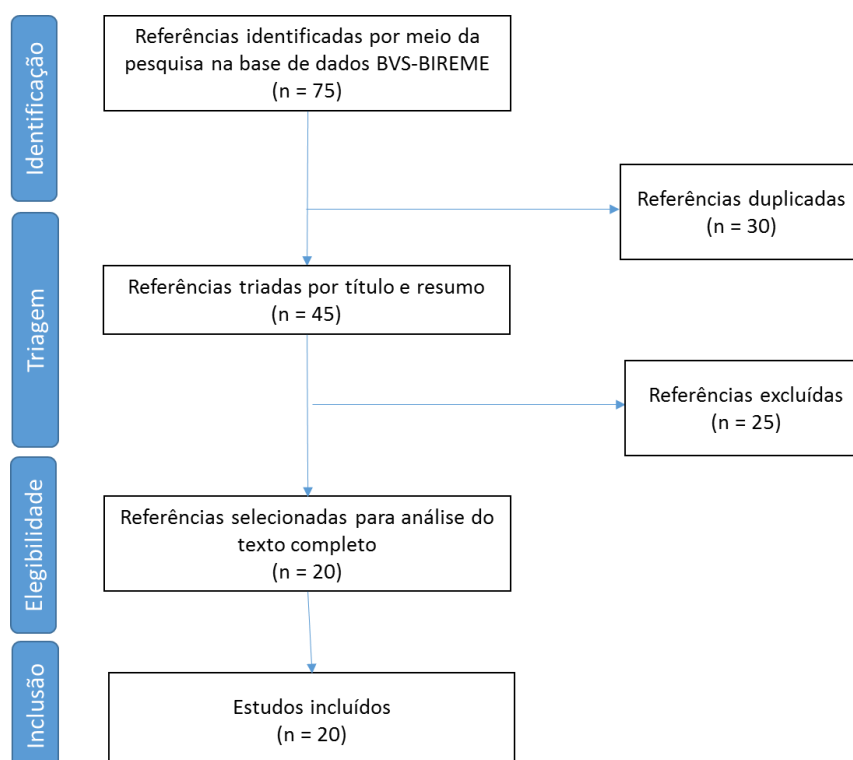 Identificação
Referências identificadas por meio da
pesquisa na base de dados BVS-BIREME
(n = 75)
Referências duplicadas
(n = 30)
Triagem
Referências triadas por título e resumo
(n = 45)
Referências excluídas
(n = 25)
Elegibilidade
Referências selecionadas para análise do
texto completo
(n = 20)
Inclusão
Estudos incluídos
(n = 20)